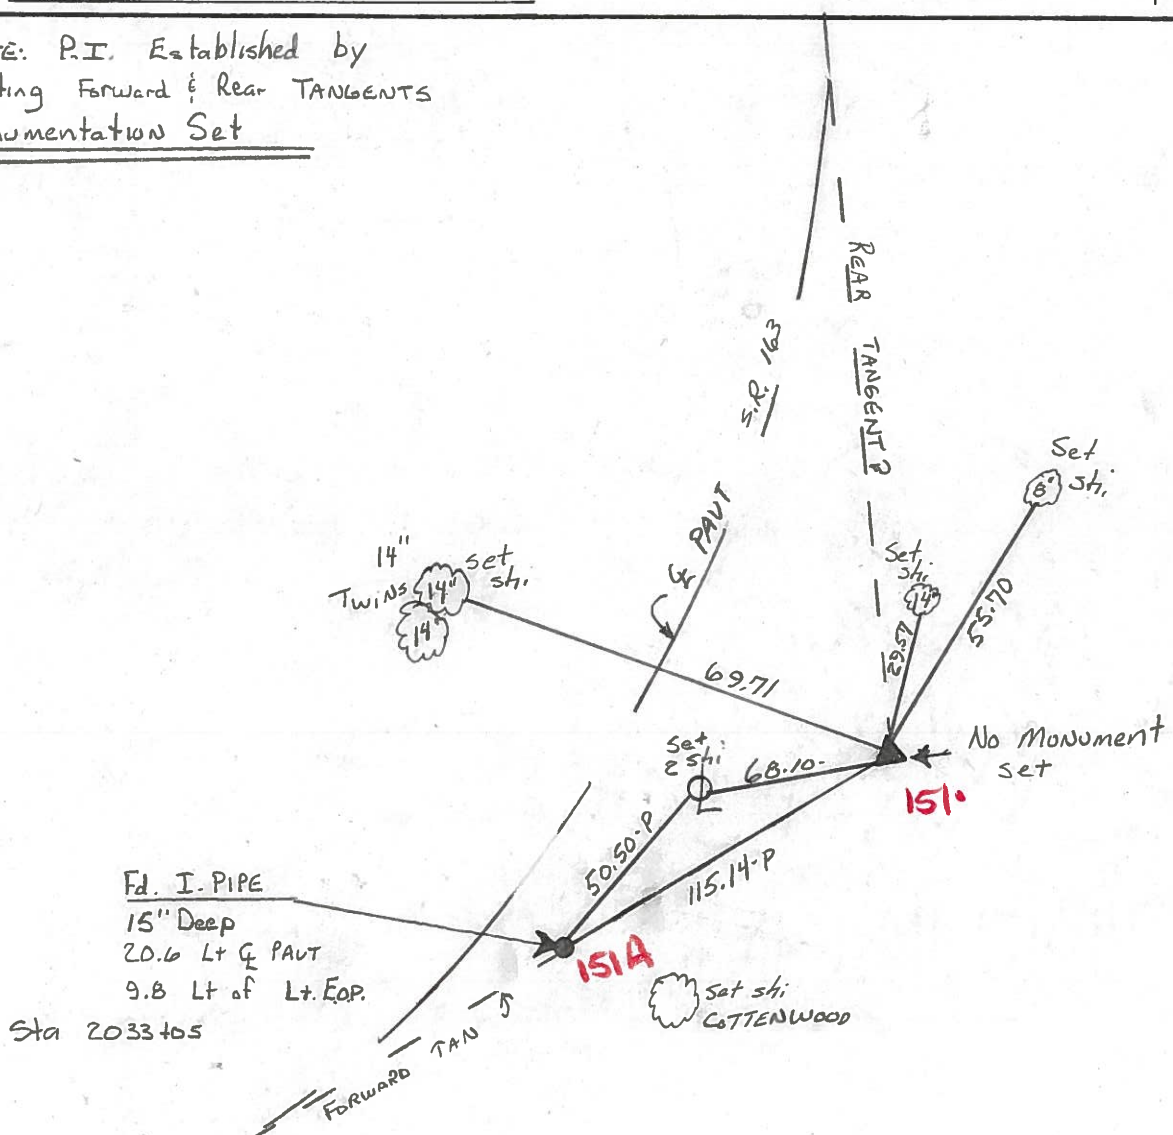 E: P.I. Established by
ting Forward & Rear TANGENTS
umentation Set
REAR TANGENT
S.R. 163
℄ PAVT
Set
shi.
8"
Set
shi.
14"
29.57
55.70
14"
TWINS
14"
14"
set
shi.
69.71
No Monument
set
151.
Set
2 shi
68.10-
50.50-P
115.14-P
Fd. I. PIPE
15" Deep
20.6 Lt ℄ PAVT
9.8 Lt of Lt. EOP.
Sta 2033+05
151A
Set shi
COTTENWOOD
FORWARD TAN